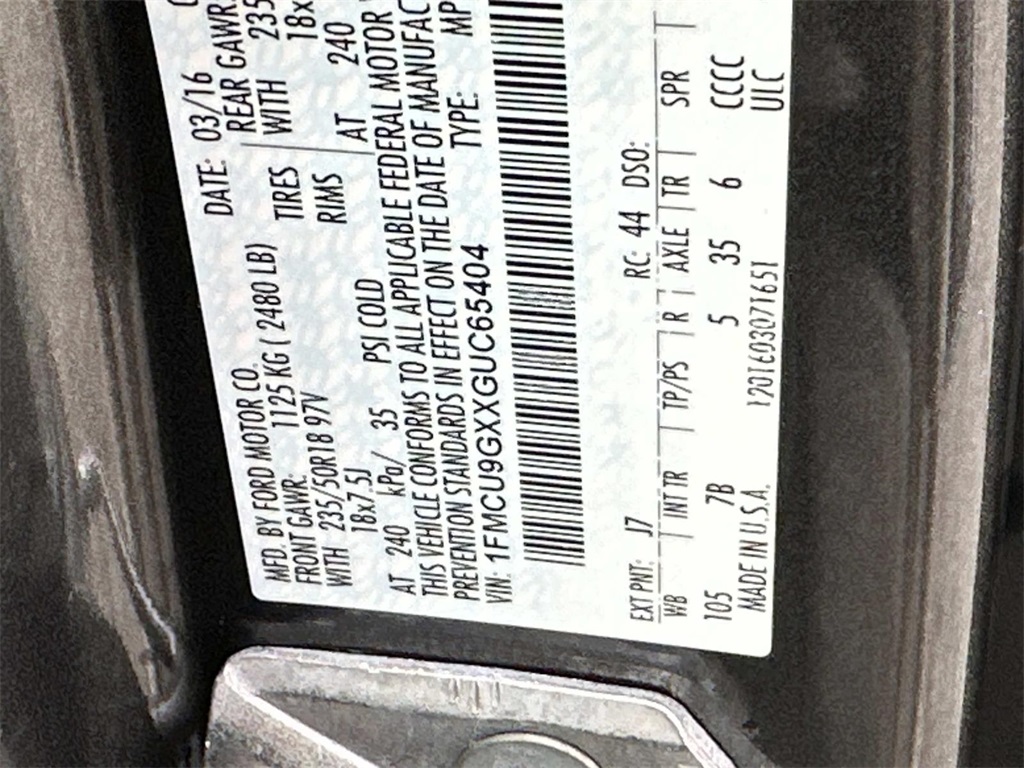 MFD. BY FORD MOTOR CO.
DATE: 03/16
FRONT GAWR: 1125 KG ( 2480 LB)
REAR GAWR:
WITH 235/50R18 97V
TIRES
WITH 235
18x7.5J
RIMS
18x
AT 240 kPa/ 35 PSI COLD
AT 240
THIS VEHICLE CONFORMS TO ALL APPLICABLE FEDERAL MOTOR
PREVENTION STANDARDS IN EFFECT ON THE DATE OF MANUFAC
VIN: 1FMCU9GXXGUC65404
TYPE: MP
EXT PNT: J7 RC: 44 DSO:
WB | INT TR | TP/PS | R | AXLE | TR | SPR |
105 7B 5 35 6 CCCC
MADE IN U.S.A. 1201603071651 UIC